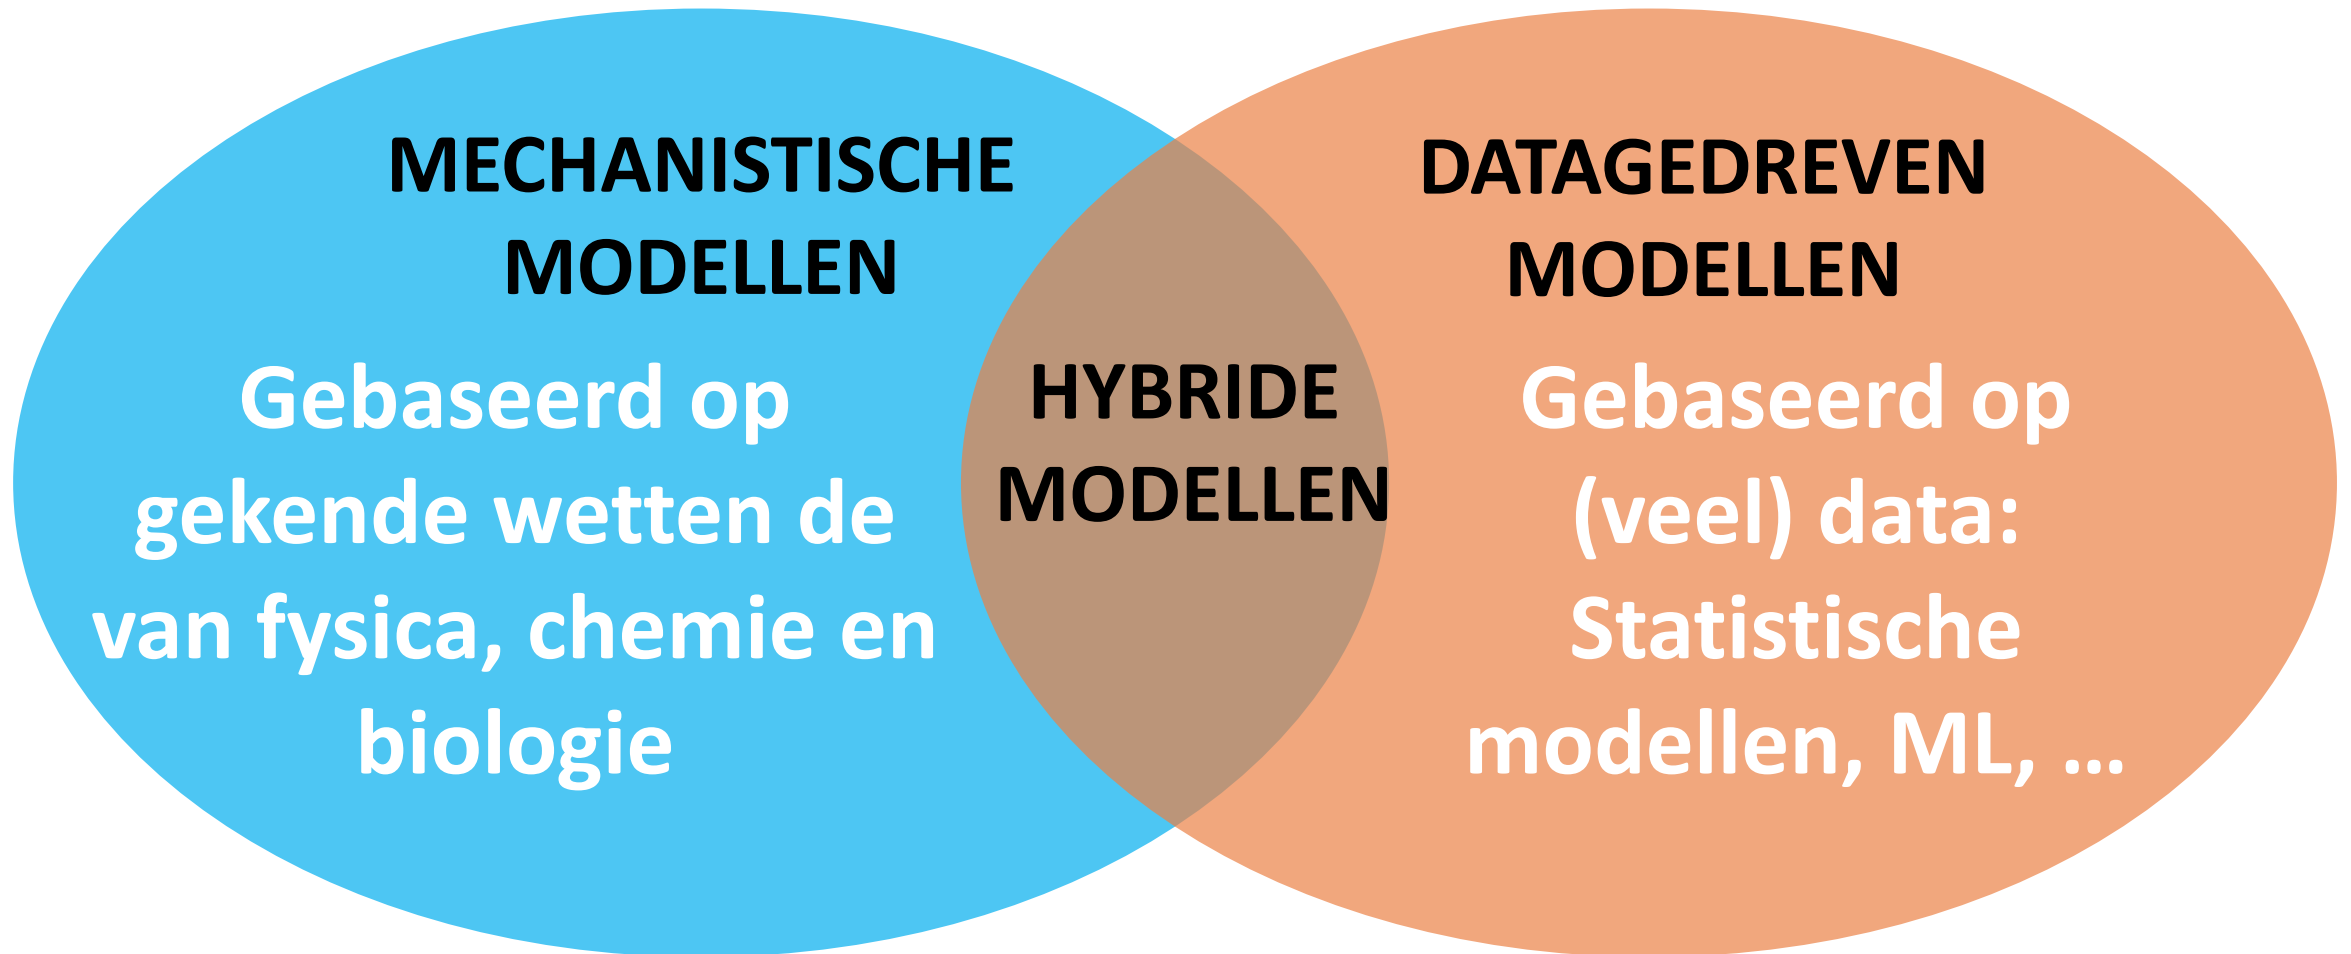 MECHANISTISCHE
MODELLEN
Gebaseerd op
gekende wetten de
van fysica, chemie en
biologie
HYBRIDE
MODELLEN
DATAGEDREVEN
MODELLEN
Gebaseerd op
(veel) data:
Statistische
modellen, ML, ...